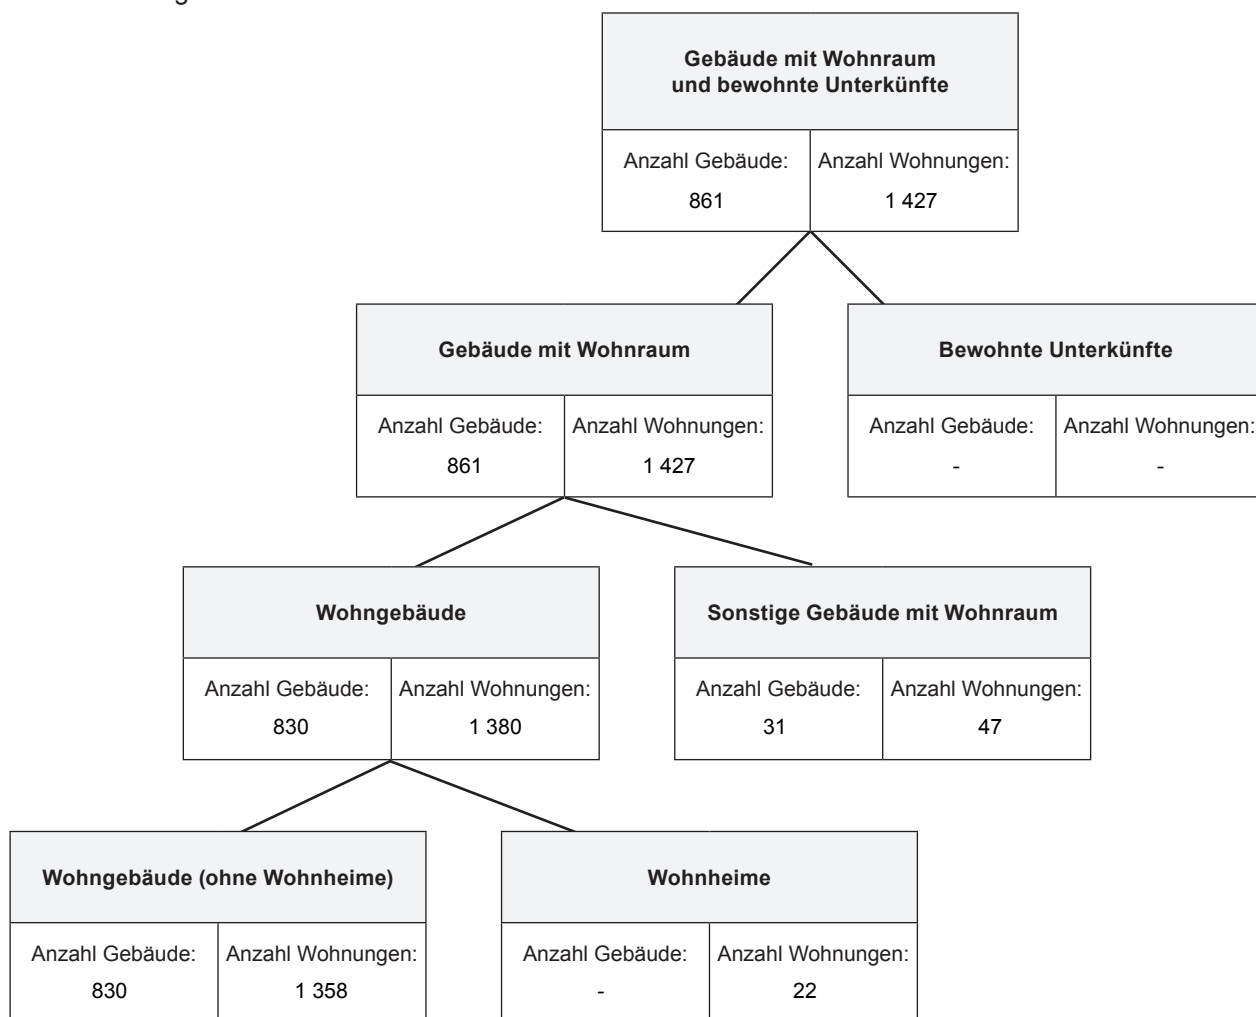 Gebäude mit Wohnraum
und bewohnte Unterkünfte
Anzahl Gebäude: Anzahl Wohnungen:
861 1 427
Gebäude mit Wohnraum
Anzahl Gebäude: Anzahl Wohnungen:
861 1 427
Bewohnte Unterkünfte
Anzahl Gebäude: Anzahl Wohnungen:
- -
Wohngebäude
Anzahl Gebäude: Anzahl Wohnungen:
830 1 380
Sonstige Gebäude mit Wohnraum
Anzahl Gebäude: Anzahl Wohnungen:
31 47
Wohngebäude (ohne Wohnheime)
Anzahl Gebäude: Anzahl Wohnungen:
830 1 358
Wohnheime
Anzahl Gebäude: Anzahl Wohnungen:
- 22